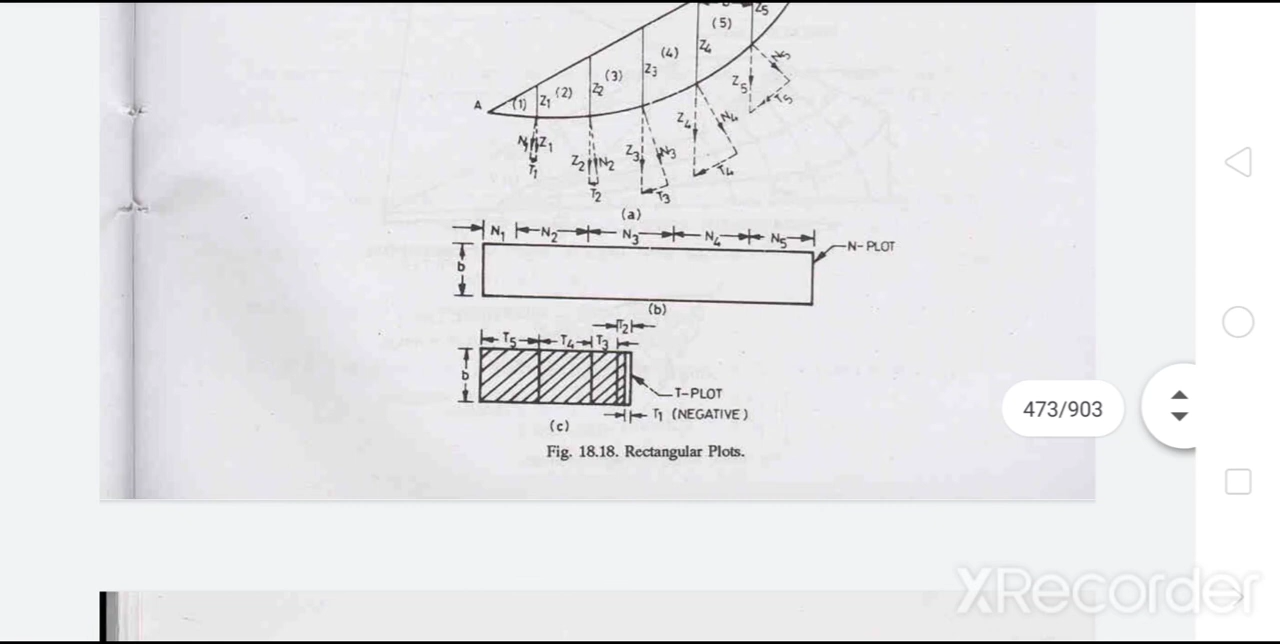 Z5
(5)
(4)
Z4
(3)
Z3
(2)
Z2
A
(1)
Z1
N5
Z5
T5
Z4
N4
N1
Z1
Z3
N3
Z2
N2
T4
T1
T2
T3
(a)
N1 N2 N3 N4 N5
N-PLOT
b
(b)
T2
T5 T4 T3
b
T-PLOT
T1 (NEGATIVE)
(c)
Fig. 18.18. Rectangular Plots.
473/903
XRecorder